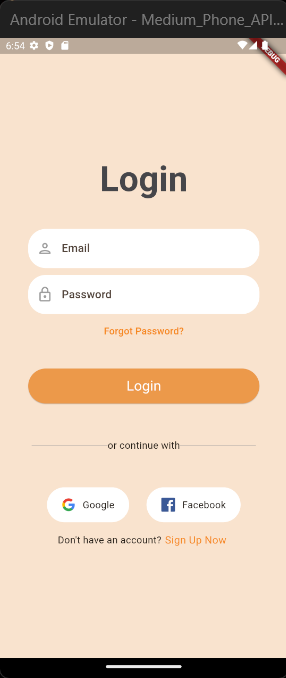 Android Emulator - Medium_Phone_API...
6:54
DEBUG
Login
Email
Password
Forgot Password?
Login
or continue with
Google
Facebook
Don't have an account? Sign Up Now